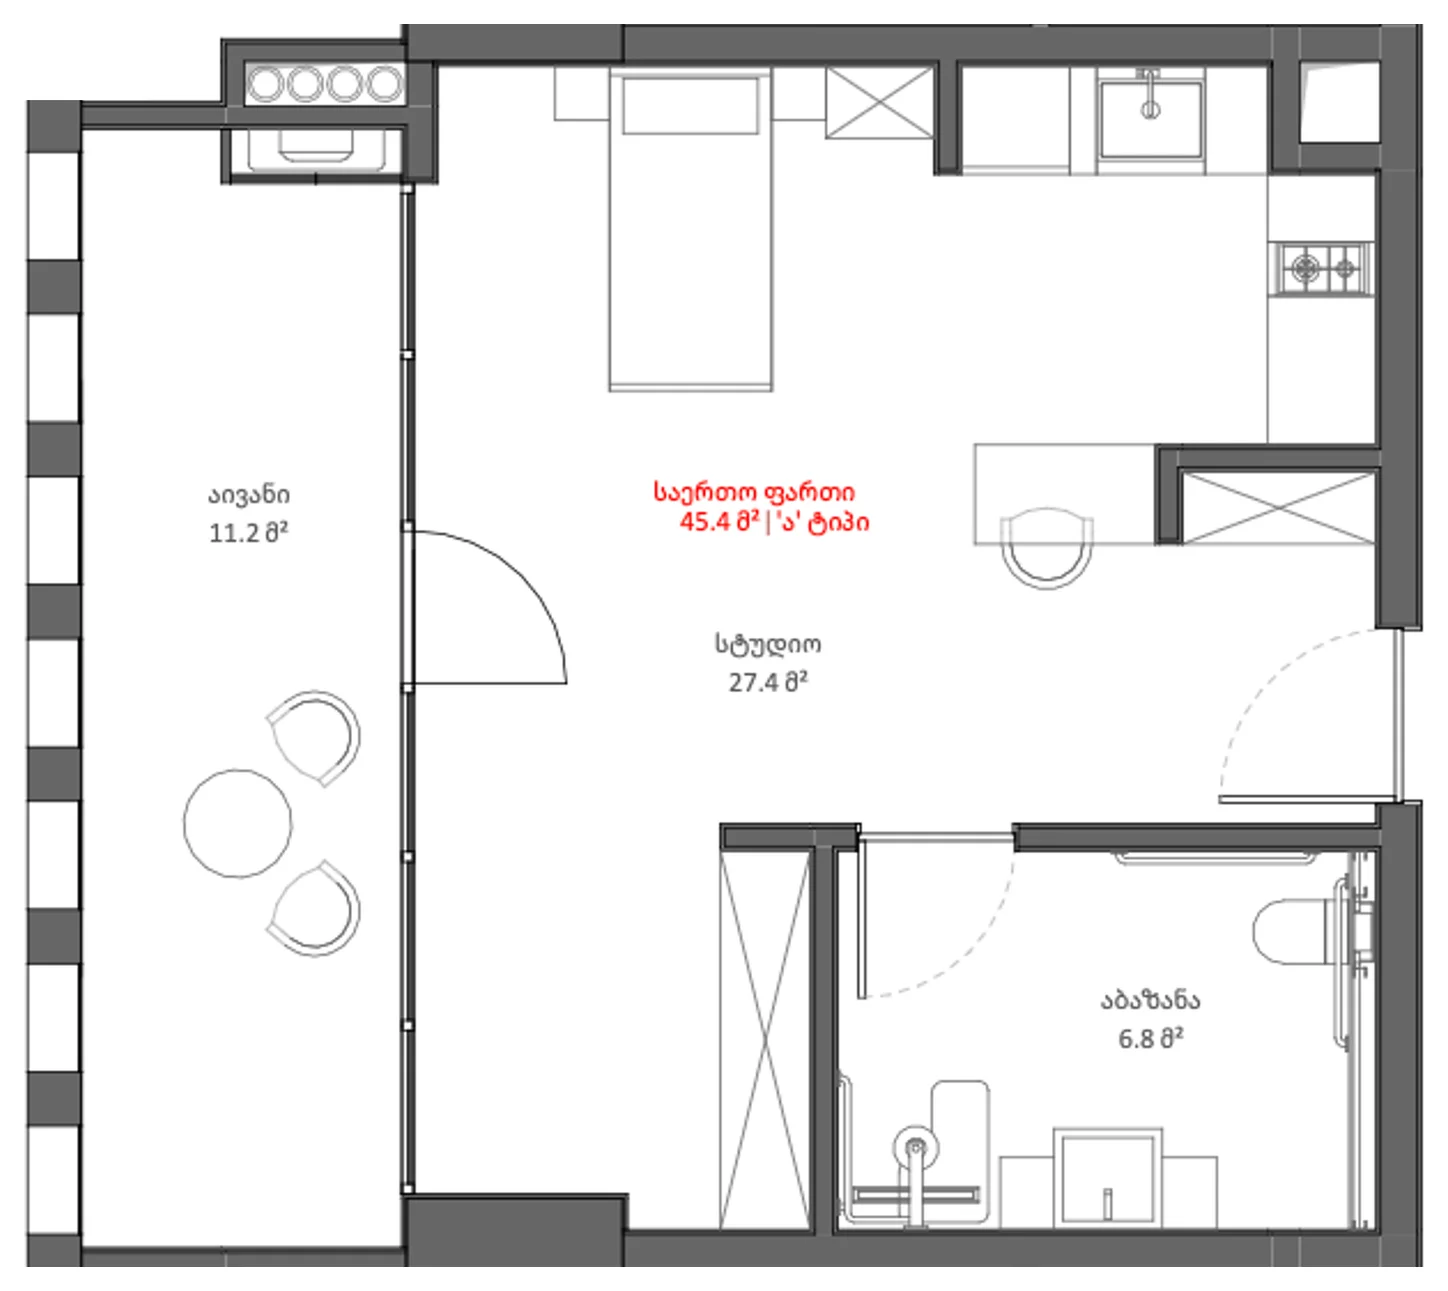 საერთო ფართი
45.4 მ² | 'ა' ტიპი
აივანი
11.2 მ²
სტუდიო
27.4 მ²
აბაზანა
6.8 მ²